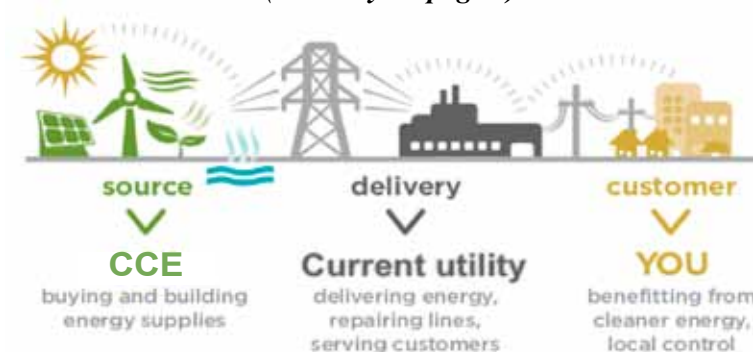 source
delivery
customer
CCE
Current utility
YOU
buying and building
energy supplies
delivering energy,
repairing lines,
serving customers
benefitting from
cleaner energy,
local control